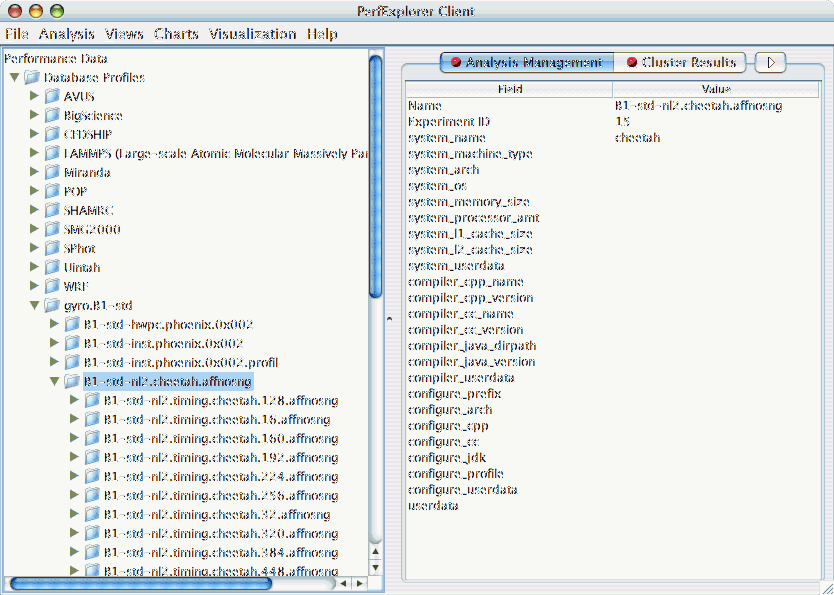 PerfExplorer Client
File Analysis Views Charts Visualization Help
Performance Data
Database Profiles
AVUS
BigScience
CFDSHIP
LAMMPS (Large-scale Atomic Molecular Massively Par
Miranda
POP
SHAMRC
SMG2000
SPhot
Uintah
WRF
gyro.B1-std
B1-std-hwpc.phoenix.0x002
B1-std-inst.phoenix.0x002
B1-std-inst.phoenix.0x002.profil
B1-std-nl2.cheetah.affnosng
B1-std-nl2.timing.cheetah.128.affnosng
B1-std-nl2.timing.cheetah.16.affnosng
B1-std-nl2.timing.cheetah.160.affnosng
B1-std-nl2.timing.cheetah.192.affnosng
B1-std-nl2.timing.cheetah.224.affnosng
B1-std-nl2.timing.cheetah.256.affnosng
B1-std-nl2.timing.cheetah.32.affnosng
B1-std-nl2.timing.cheetah.320.affnosng
B1-std-nl2.timing.cheetah.384.affnosng
B1-std-nl2.timing.cheetah.448.affnosng
Analysis Management Cluster Results
Field Value
Name B1-std-nl2.cheetah.affnosng
Experiment ID 15
system_name cheetah
system_machine_type
system_arch
system_os
system_memory_size
system_processor_amt
system_l1_cache_size
system_l2_cache_size
system_userdata
compiler_cpp_name
compiler_cpp_version
compiler_cc_name
compiler_cc_version
compiler_java_dirpath
compiler_java_version
compiler_userdata
configure_prefix
configure_arch
configure_cpp
configure_cc
configure_jdk
configure_profile
configure_userdata
userdata